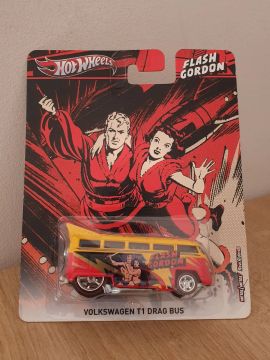 Hot Wheels
FLASH
GORDON
FLASH
GORDON
VOLKSWAGEN T1 DRAG BUS